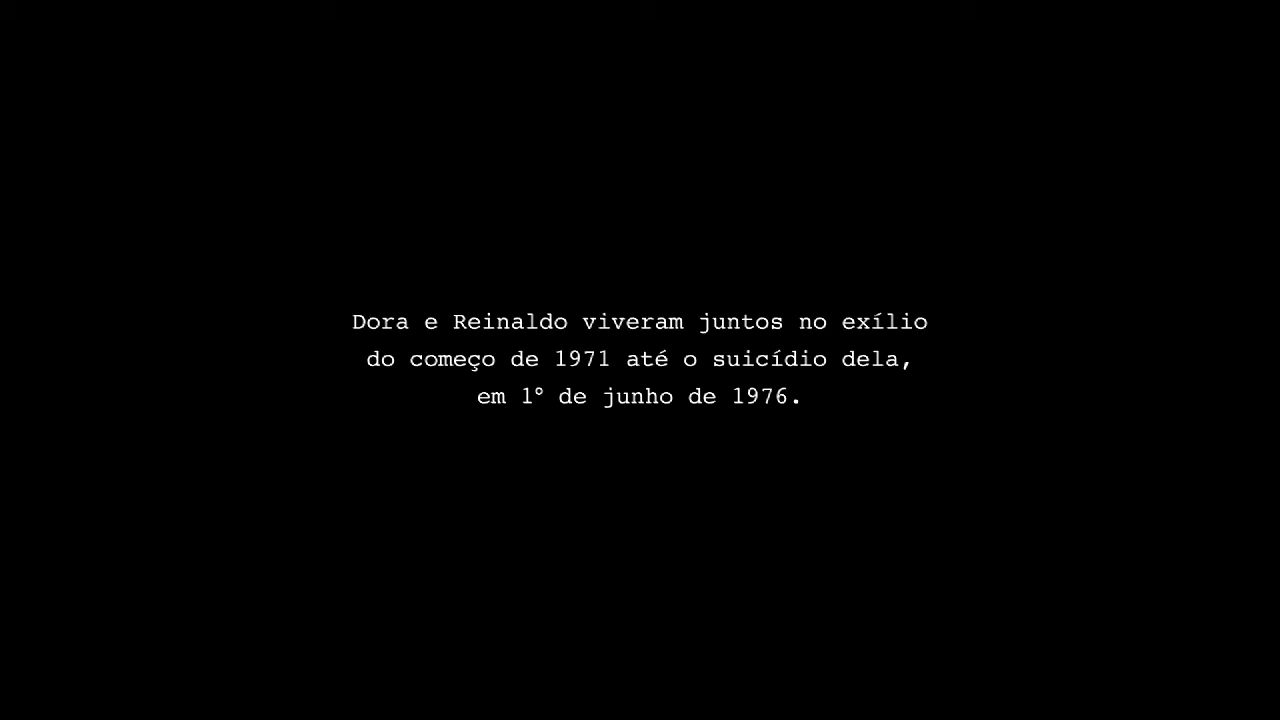 Dora e Reinaldo viveram juntos no exílio
do começo de 1971 até o suicídio dela,
em 1º de junho de 1976.